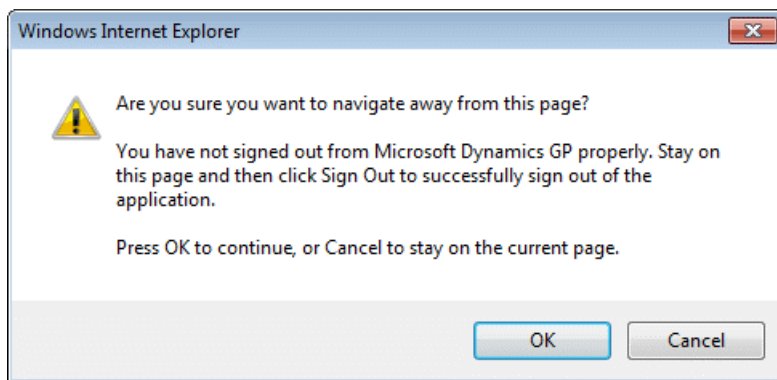 Windows Internet Explorer
Are you sure you want to navigate away from this page?
You have not signed out from Microsoft Dynamics GP properly. Stay on
this page and then click Sign Out to successfully sign out of the
application.
Press OK to continue, or Cancel to stay on the current page.
OK
Cancel